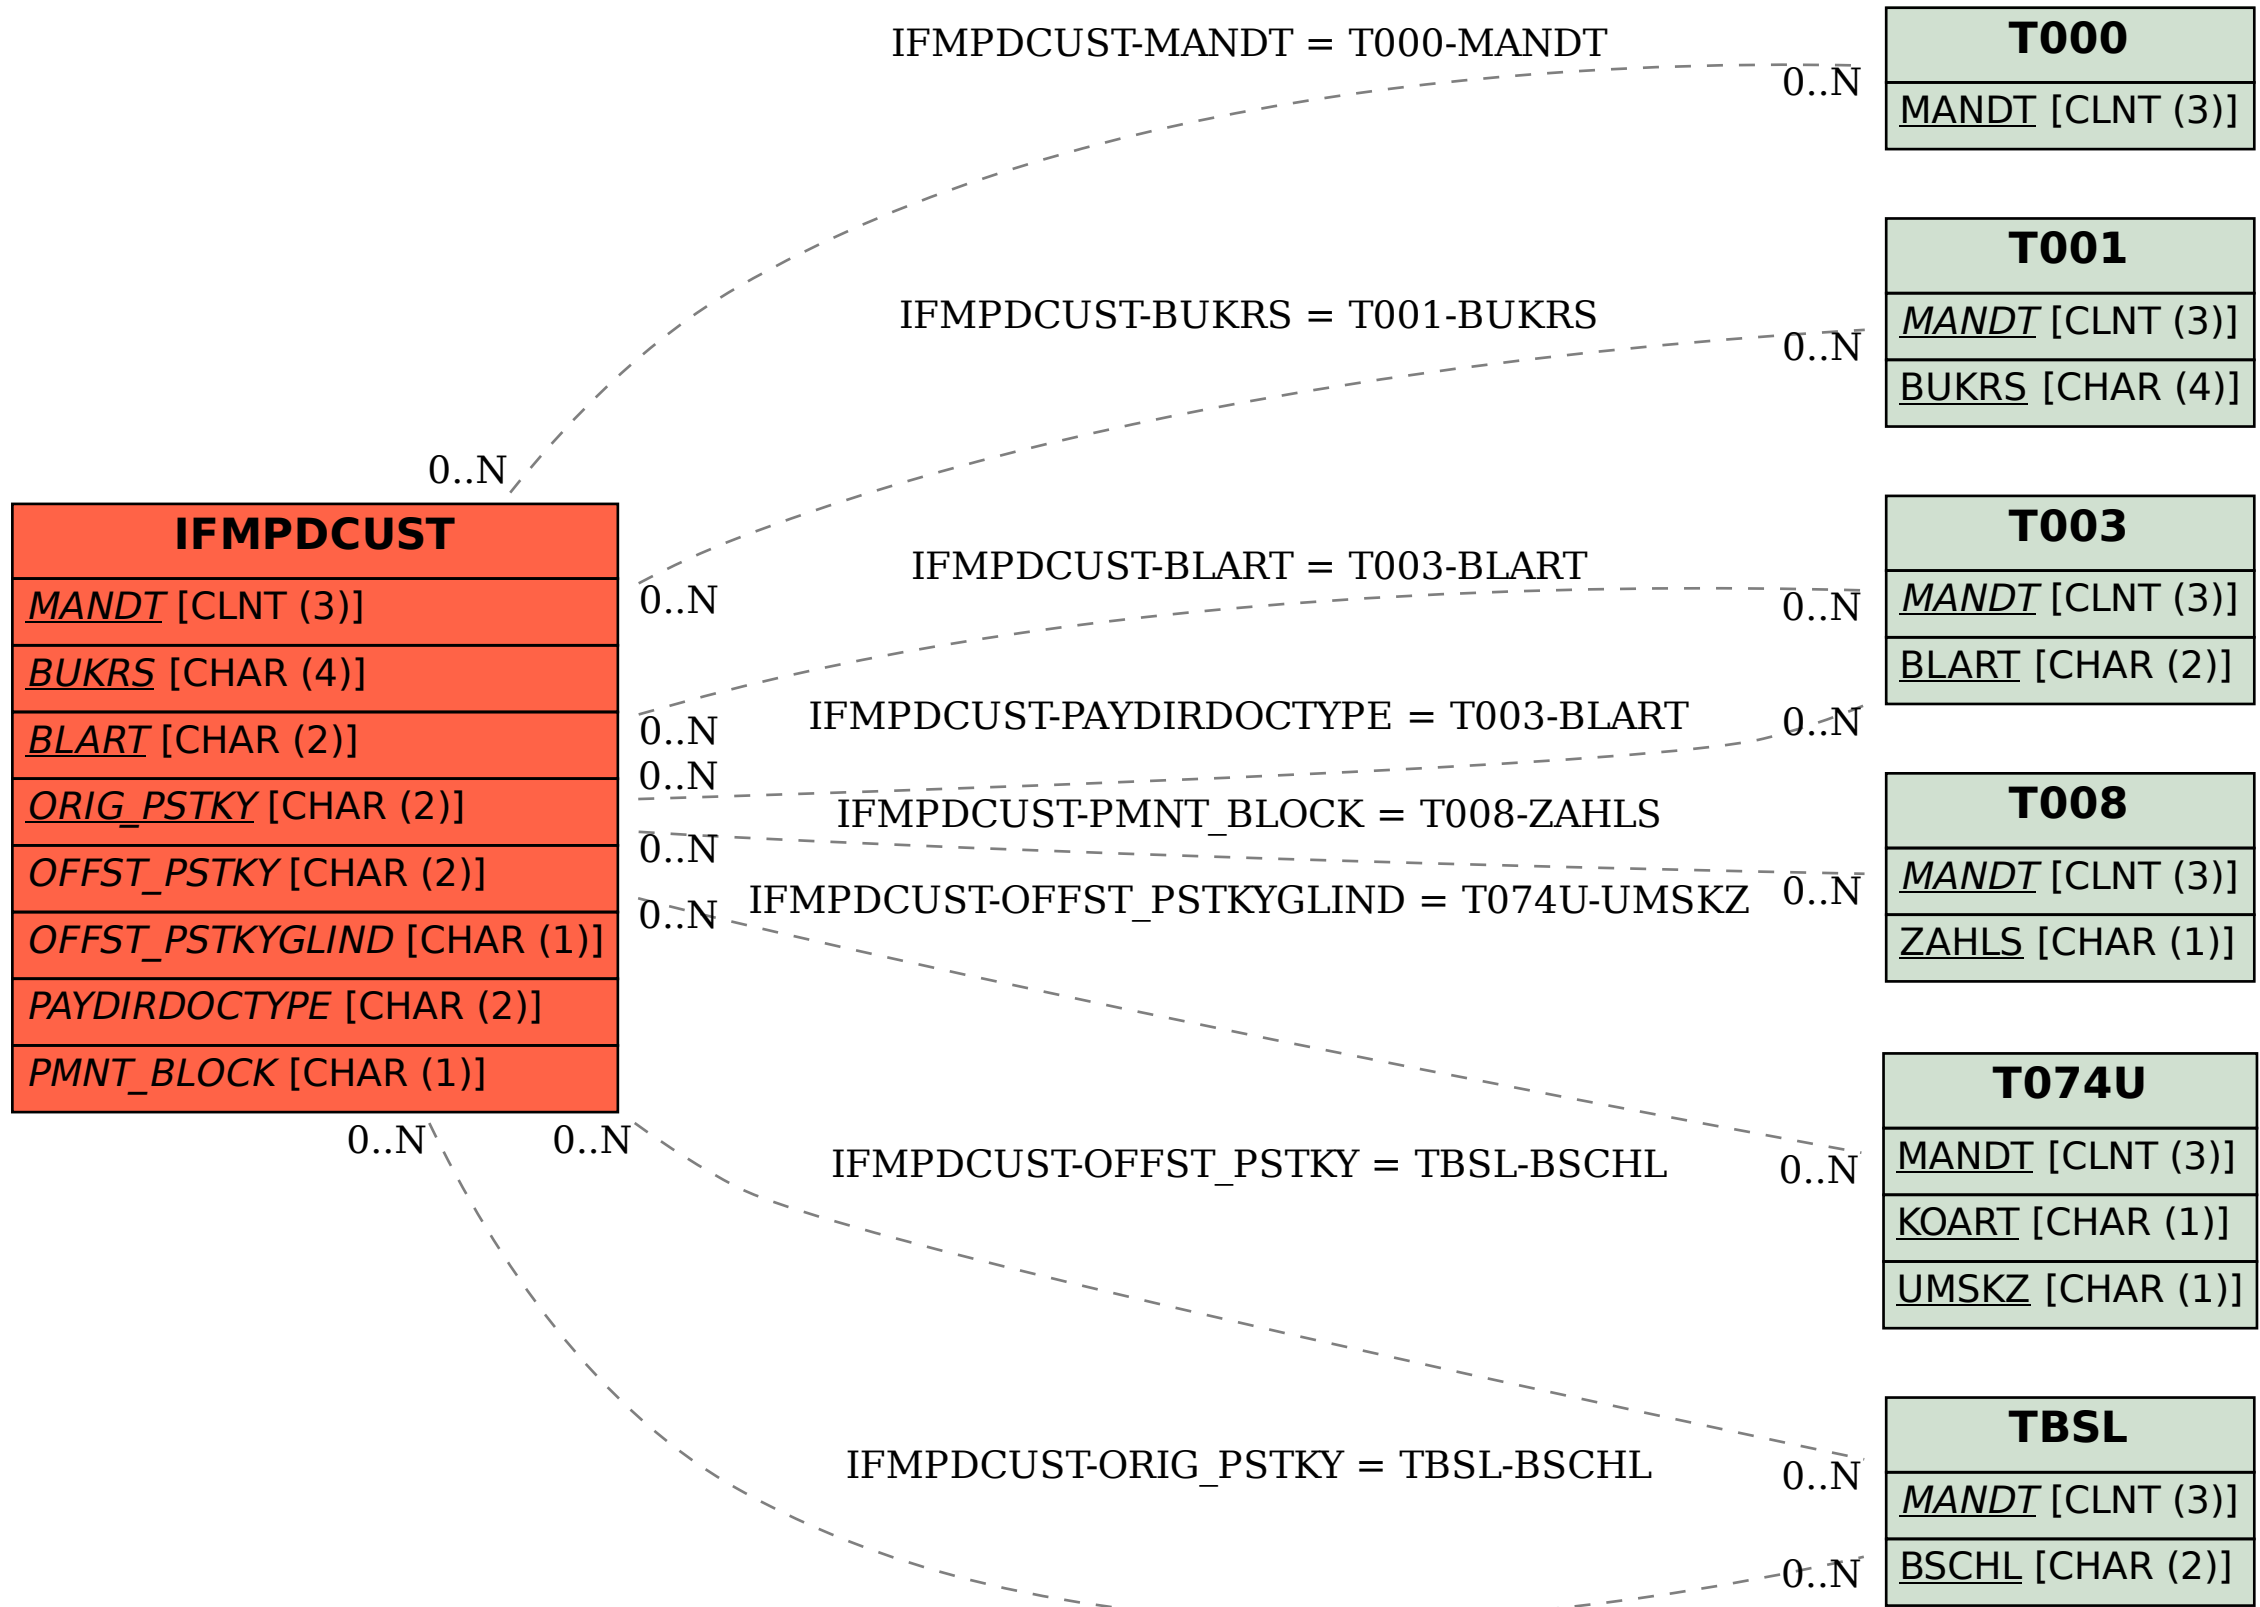 IFMPDCUST-MANDT = T000-MANDT
0..N
0..N
T000
MANDT [CLNT (3)]
IFMPDCUST-BUKRS = T001-BUKRS
0..N
0..N
T001
MANDT [CLNT (3)]
BUKRS [CHAR (4)]
IFMPDCUST
MANDT [CLNT (3)]
BUKRS [CHAR (4)]
BLART [CHAR (2)]
ORIG_PSTKY [CHAR (2)]
OFFST_PSTKY [CHAR (2)]
OFFST_PSTKYGLIND [CHAR (1)]
PAYDIRDOCTYPE [CHAR (2)]
PMNT_BLOCK [CHAR (1)]
IFMPDCUST-BLART = T003-BLART
0..N
0..N
T003
MANDT [CLNT (3)]
BLART [CHAR (2)]
IFMPDCUST-PAYDIRDOCTYPE = T003-BLART
0..N
0..N
IFMPDCUST-PMNT_BLOCK = T008-ZAHLS
0..N
0..N
T008
MANDT [CLNT (3)]
ZAHLS [CHAR (1)]
IFMPDCUST-OFFST_PSTKYGLIND = T074U-UMSKZ
0..N
0..N
T074U
MANDT [CLNT (3)]
KOART [CHAR (1)]
UMSKZ [CHAR (1)]
IFMPDCUST-OFFST_PSTKY = TBSL-BSCHL
0..N
0..N
IFMPDCUST-ORIG_PSTKY = TBSL-BSCHL
0..N
0..N
TBSL
MANDT [CLNT (3)]
BSCHL [CHAR (2)]